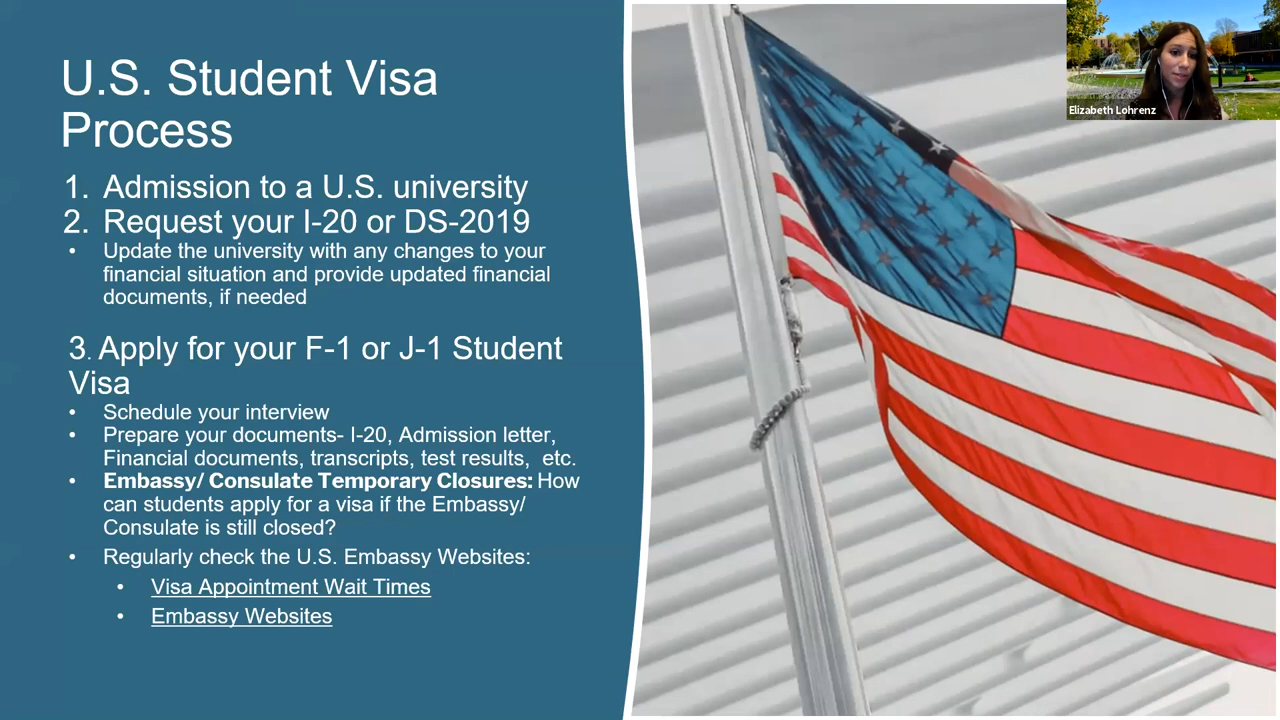 U.S. Student Visa
Process
1. Admission to a U.S. university
2. Request your I-20 or DS-2019
• Update the university with any changes to your
financial situation and provide updated financial
documents, if needed
3. Apply for your F-1 or J-1 Student
Visa
• Schedule your interview
• Prepare your documents- I-20, Admission letter,
Financial documents, transcripts, test results, etc.
• Embassy/ Consulate Temporary Closures: How
can students apply for a visa if the Embassy/
Consulate is still closed?
• Regularly check the U.S. Embassy Websites:
• Visa Appointment Wait Times
• Embassy Websites
Elizabeth Lohrenz